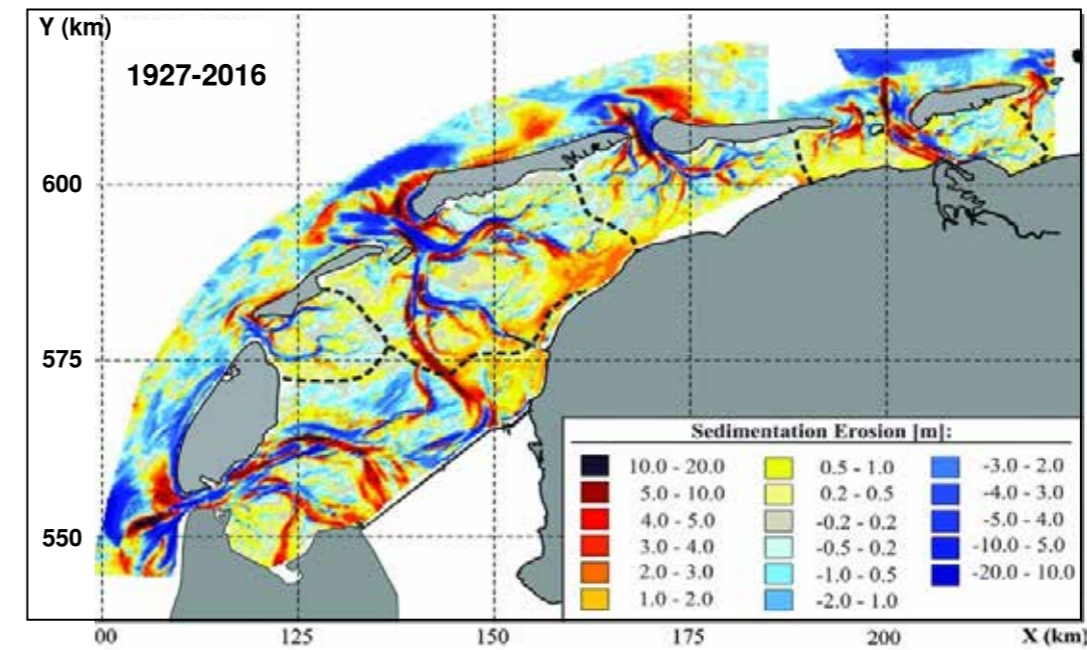 Y (km)
1927-2016
600
575
550
Sedimentation Erosion [m]:
10.0 - 20.0
5.0 - 10.0
4.0 - 5.0
3.0 - 4.0
2.0 - 3.0
1.0 - 2.0
0.5 - 1.0
0.2 - 0.5
-0.2 - 0.2
-0.5 - 0.2
-1.0 - 0.5
-2.0 - 1.0
-3.0 - 2.0
-4.0 - 3.0
-5.0 - 4.0
-10.0 - 5.0
-20.0 - 10.0
00 125 150 175 200 X (km)